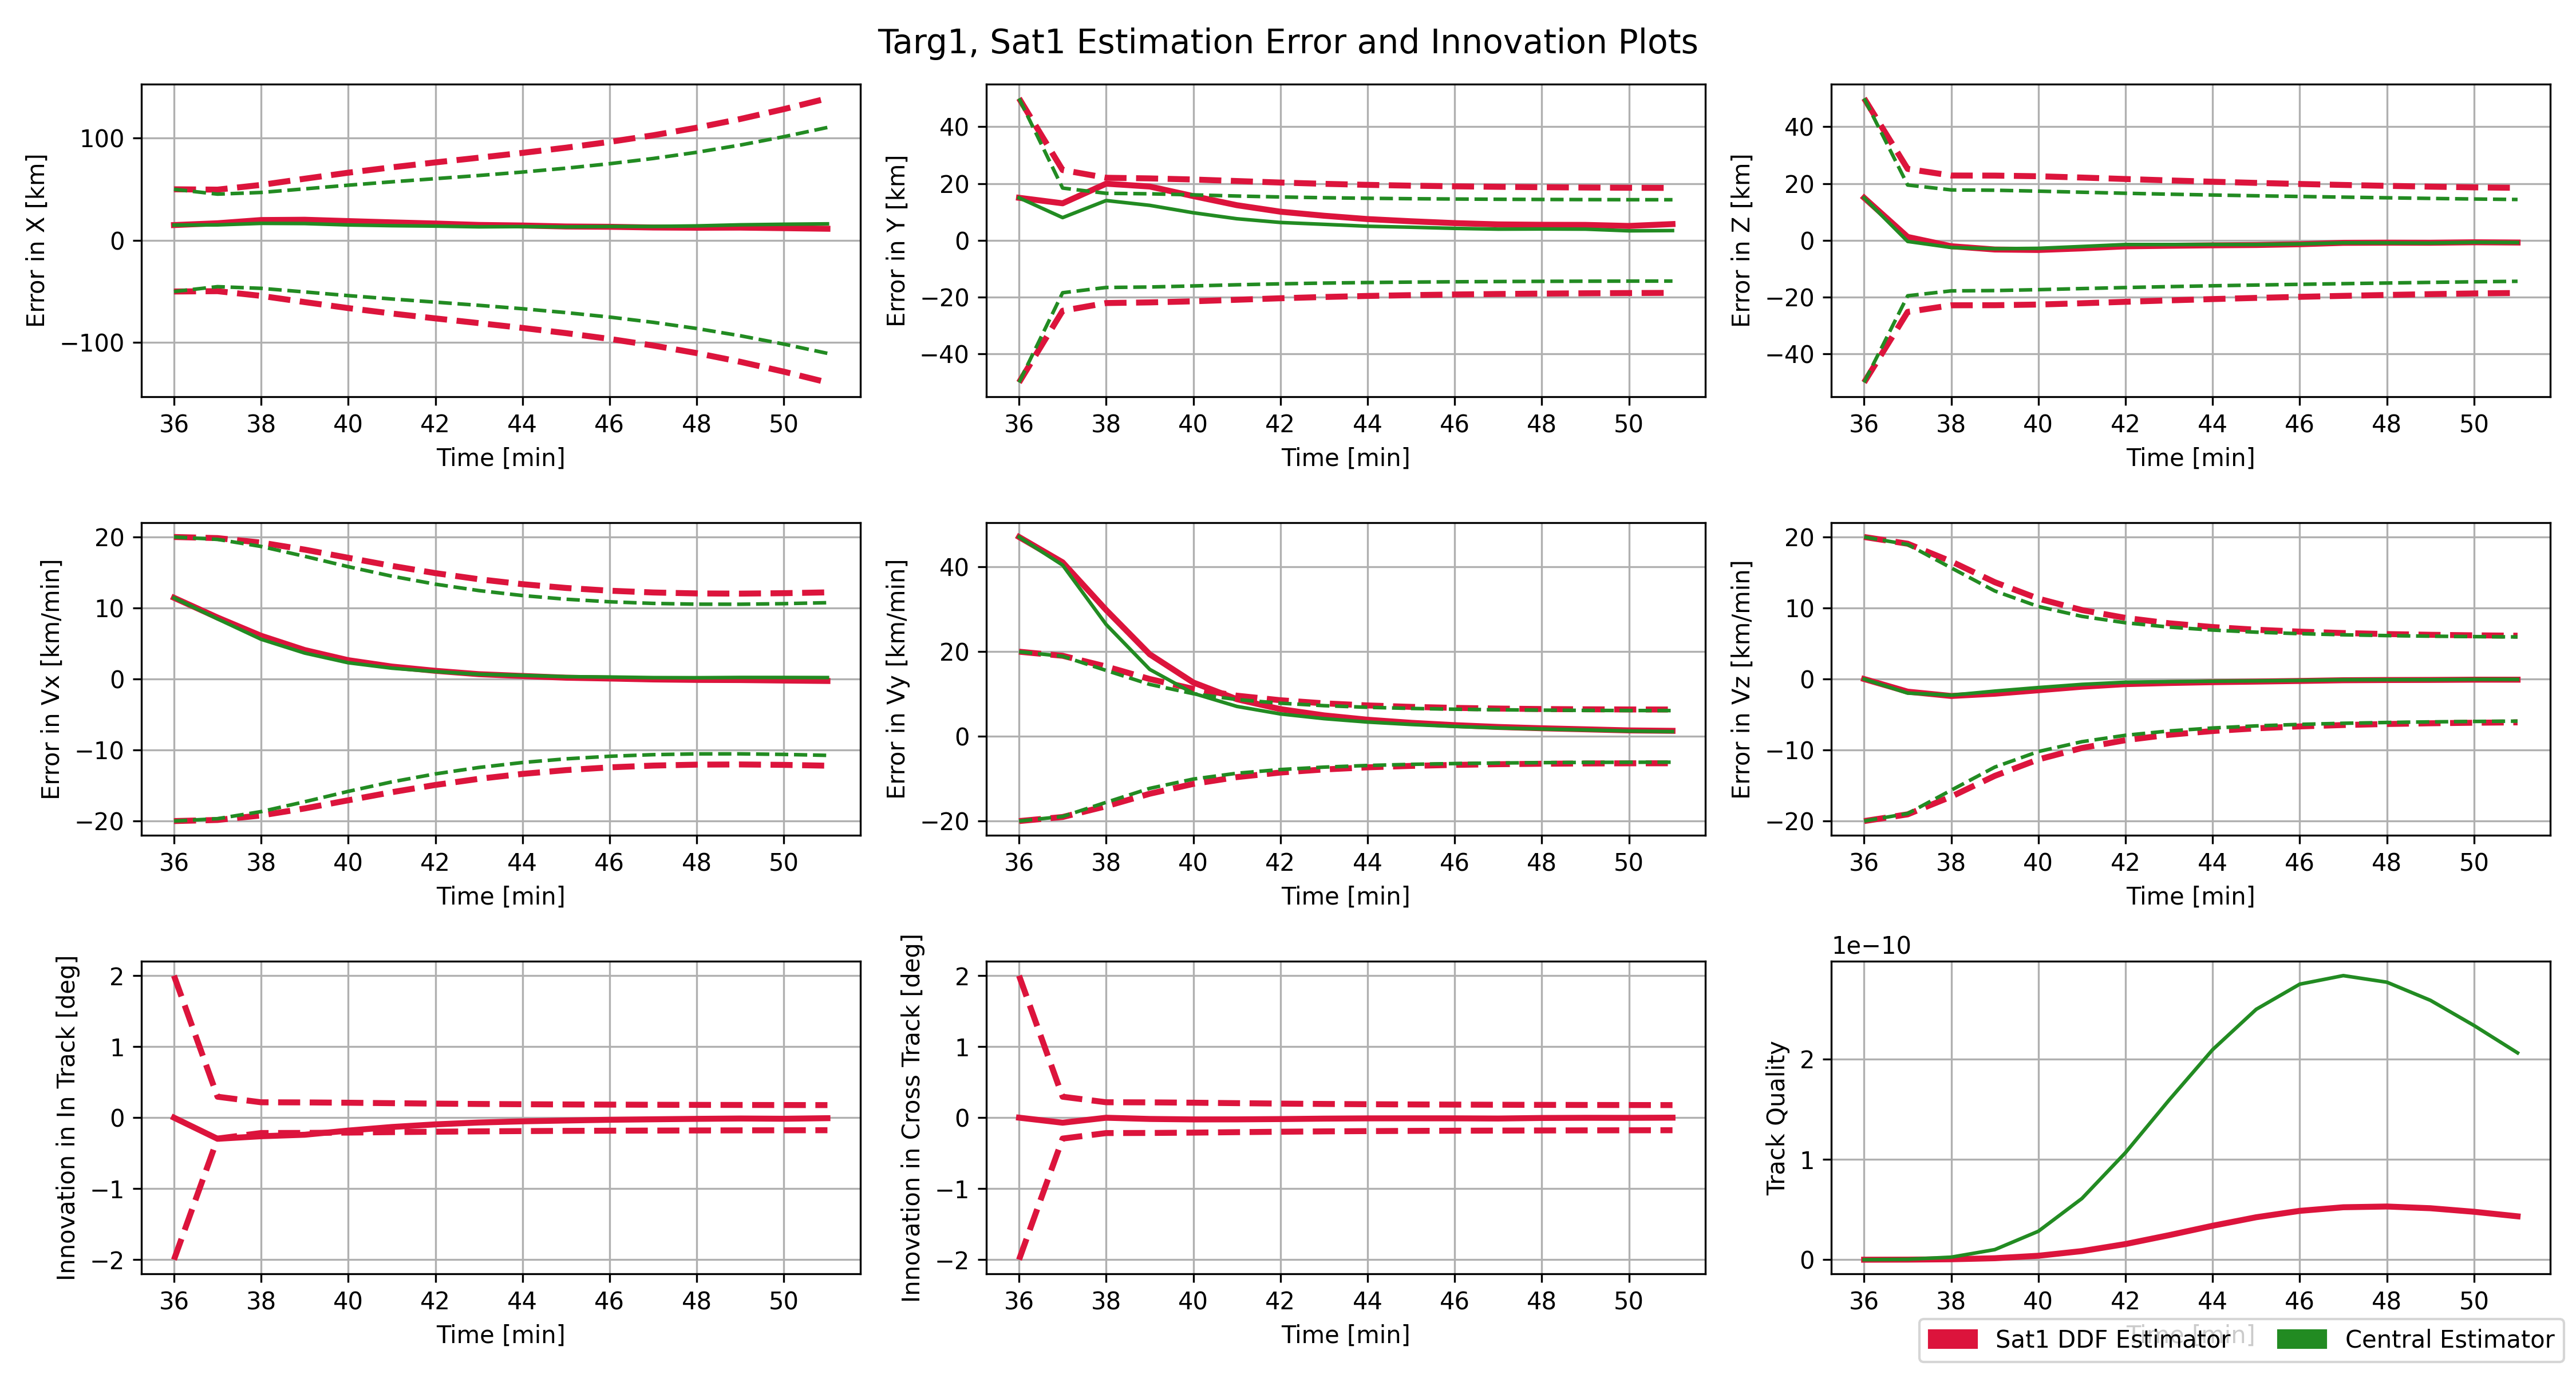 Targ1, Sat1 Estimation Error and Innovation Plots
Error in X [km]
100
0
−100
36 38 40 42 44 46 48 50
Time [min]
Error in Y [km]
40
20
0
−20
−40
36 38 40 42 44 46 48 50
Time [min]
Error in Z [km]
40
20
0
−20
−40
36 38 40 42 44 46 48 50
Time [min]
Error in Vx [km/min]
20
10
0
−10
−20
36 38 40 42 44 46 48 50
Time [min]
Error in Vy [km/min]
40
20
0
−20
36 38 40 42 44 46 48 50
Time [min]
Error in Vz [km/min]
20
10
0
−10
−20
36 38 40 42 44 46 48 50
Time [min]
Innovation in In Track [deg]
2
1
0
−1
−2
36 38 40 42 44 46 48 50
Time [min]
Innovation in Cross Track [deg]
2
1
0
−1
−2
36 38 40 42 44 46 48 50
Time [min]
1e−10
Track Quality
2
1
0
36 38 40 42 44 46 48 50
Time [min]
Sat1 DDF Estimator
Central Estimator